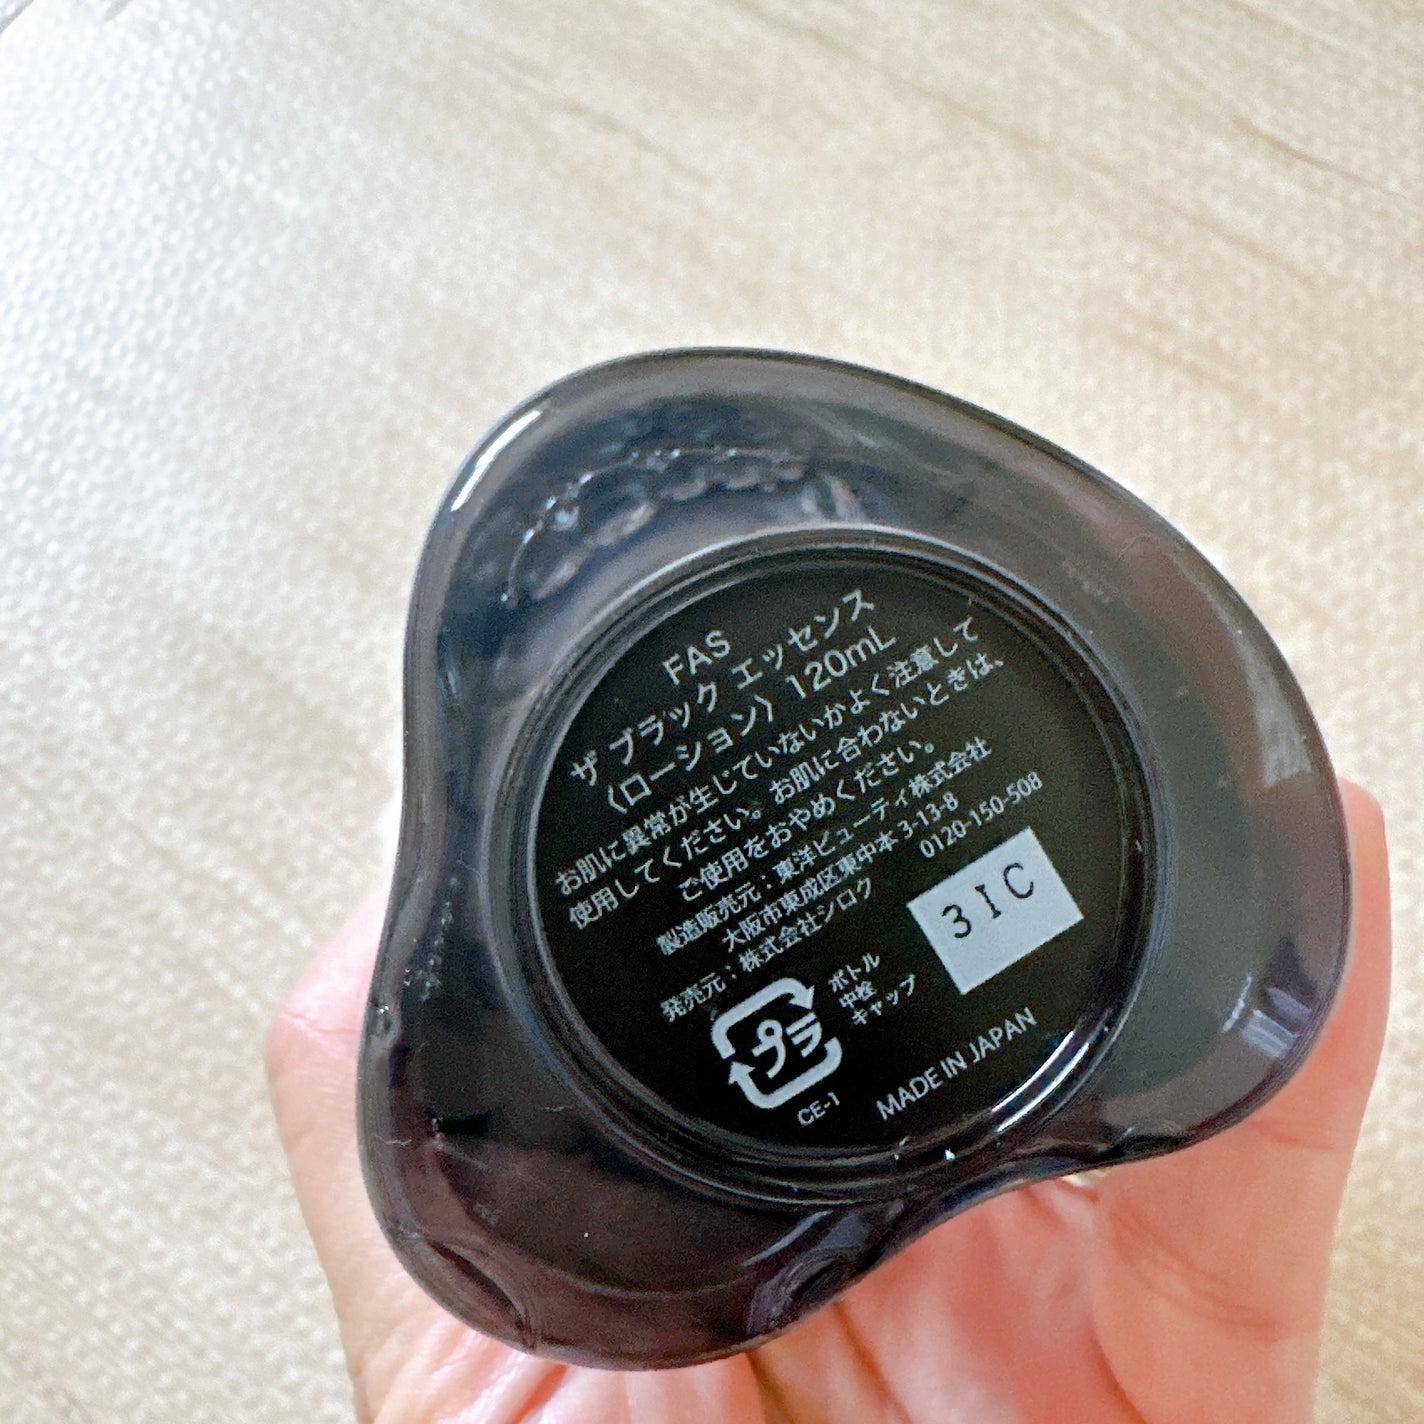 FAS
ザ ブラック エッセンス
〈ローション〉 120mL
お肌に異常が生じていないかよく注意して
使用してください。お肌に合わないときは、
ご使用をおやめください。
製造販売元：東洋ビューティ株式会社
大阪市東成区東中本 3-13-8
発売元：株式会社シロク 0120-150-508
プラ
ボトル
中栓
キャップ
3IC
CE-1
MADE IN JAPAN